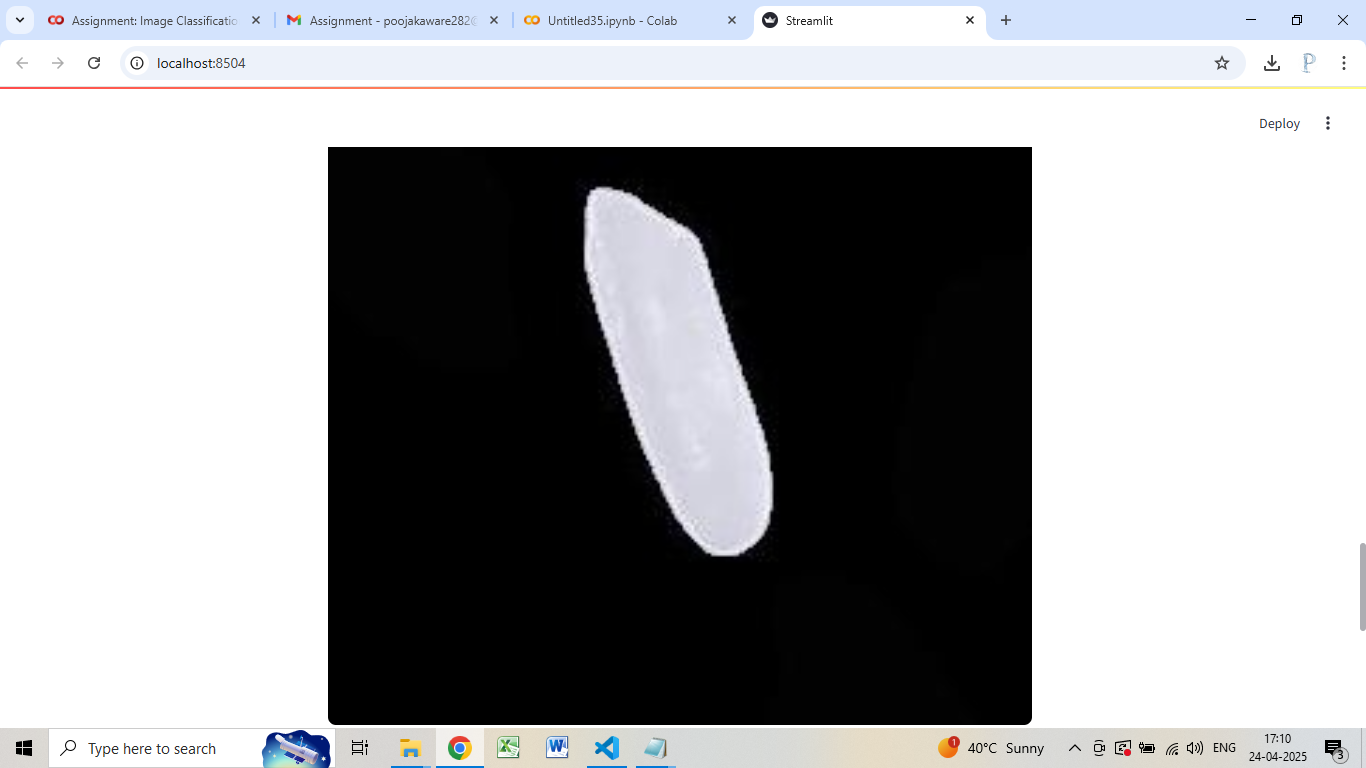 Assignment: Image Classificatio
Assignment - poojakaware282@
Untitled35.ipynb - Colab
Streamlit
localhost:8504
Deploy
Type here to search
40°C Sunny
ENG
17:10
24-04-2025
3